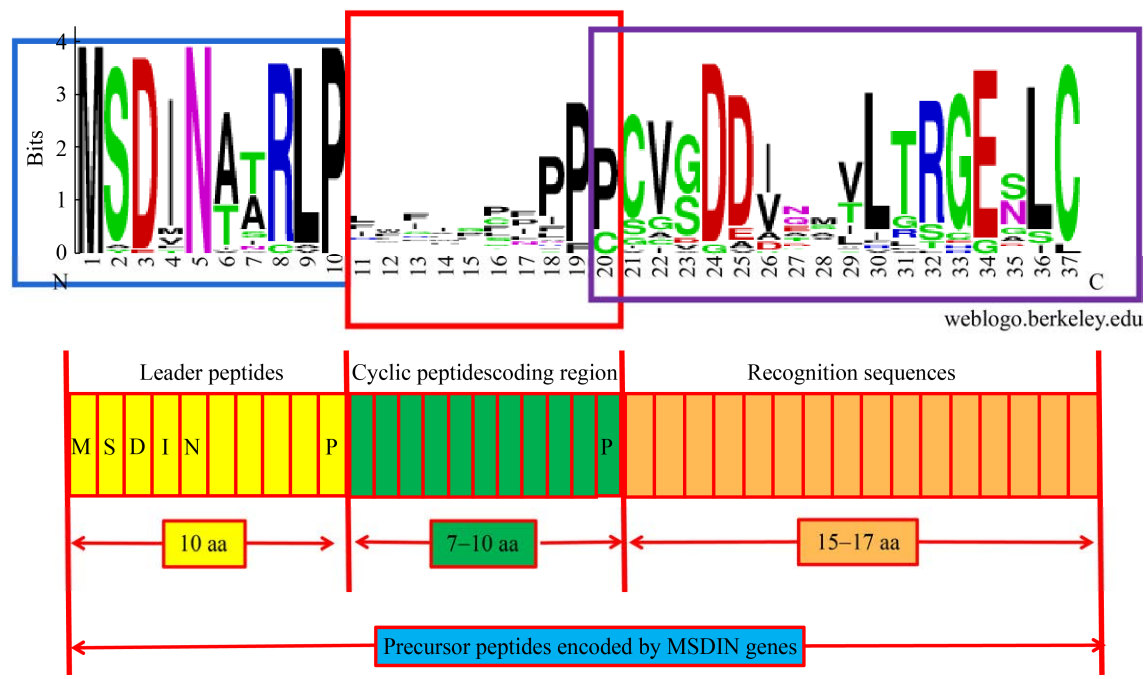 4
3
2
1
0
Bits
N
1 2 3 4 5 6 7 8 9 10 11 12 13 14 15 16 17 18 19 20 21 22 23 24 25 26 27 28 29 30 31 32 33 34 35 36 37
C
weblogo.berkeley.edu
Leader peptides Cyclic peptidescoding region Recognition sequences
M S D I N P P
10 aa 7–10 aa 15–17 aa
Precursor peptides encoded by MSDIN genes